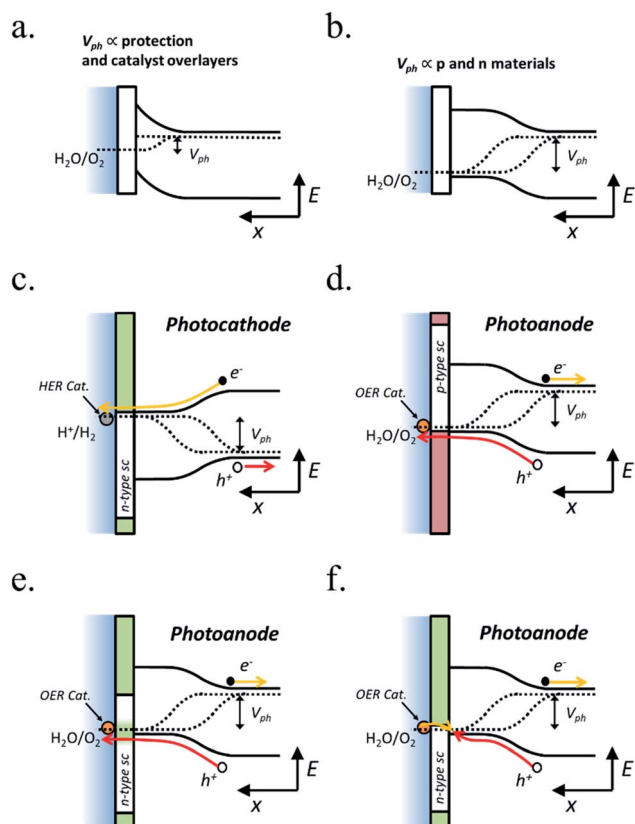 a.
V_ph ∝ protection
and catalyst overlayers
H₂O/O₂
V_ph
E
x
b.
V_ph ∝ p and n materials
H₂O/O₂
V_ph
E
x
c.
Photocathode
e⁻
HER Cat.
H⁺/H₂
V_ph
n-type sc
h⁺
E
x
d.
Photoanode
p-type sc
e⁻
OER Cat.
H₂O/O₂
V_ph
h⁺
E
x
e.
Photoanode
e⁻
OER Cat.
H₂O/O₂
V_ph
n-type sc
h⁺
E
x
f.
Photoanode
e⁻
OER Cat.
H₂O/O₂
V_ph
n-type sc
h⁺
E
x